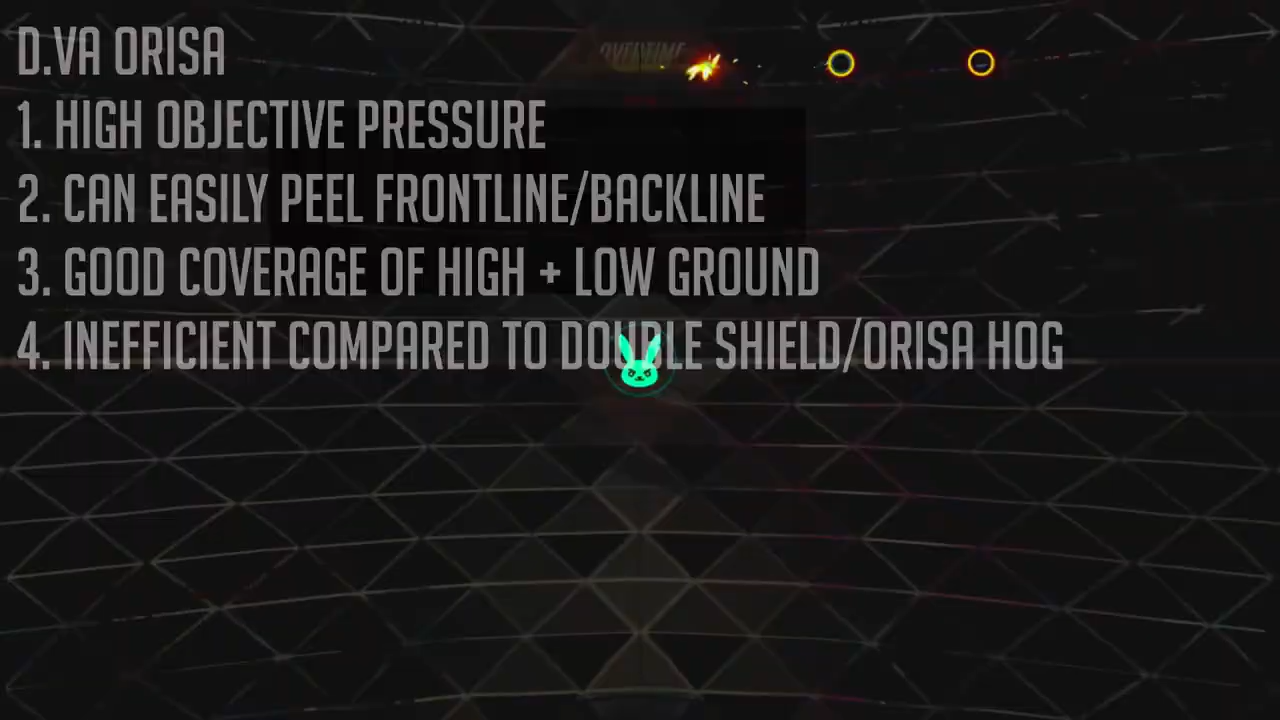 D.VA ORISA
OVERTIME
1. HIGH OBJECTIVE PRESSURE
2. CAN EASILY PEEL FRONTLINE/BACKLINE
3. GOOD COVERAGE OF HIGH + LOW GROUND
4. INEFFICIENT COMPARED TO DOUBLE SHIELD/ORISA HOG